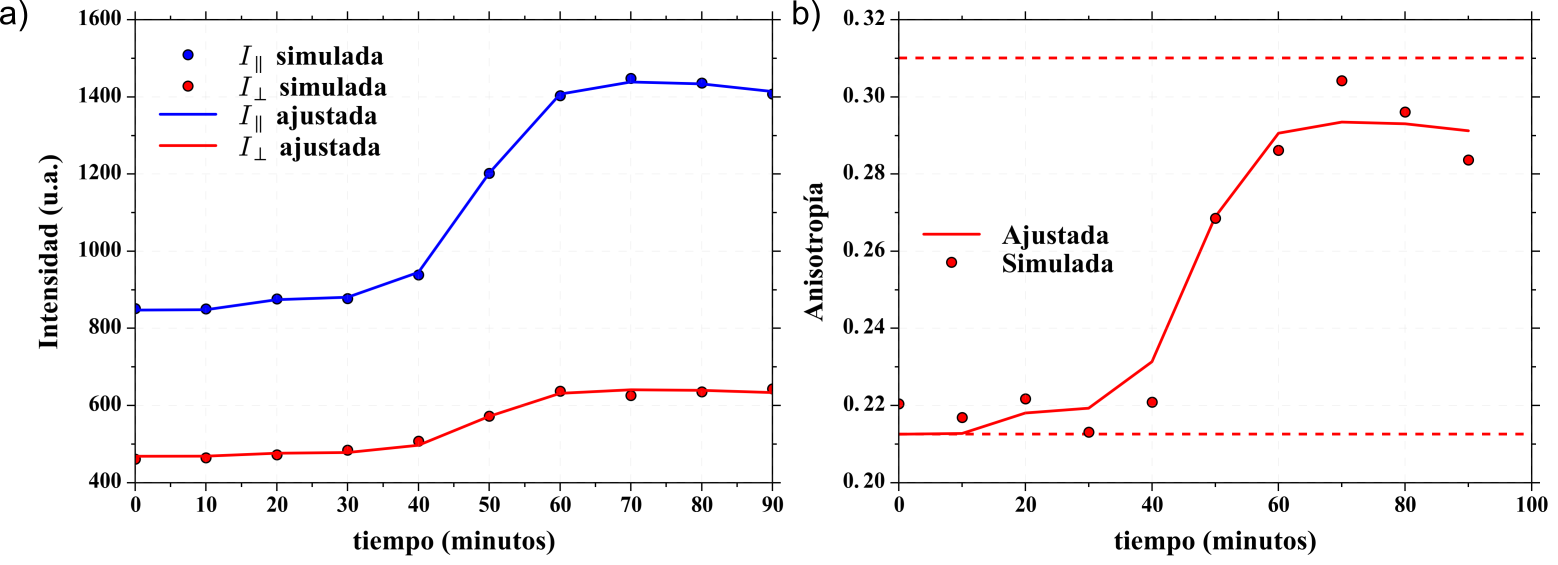 a)
1600
1400
1200
1000
800
600
400
Intensidad (u.a.)
I∥ simulada
I⊥ simulada
I∥ ajustada
I⊥ ajustada
0 10 20 30 40 50 60 70 80 90
tiempo (minutos)
b)
0.32
0.30
0.28
0.26
0.24
0.22
0.20
Anisotropía
Ajustada
Simulada
0 20 40 60 80 100
tiempo (minutos)